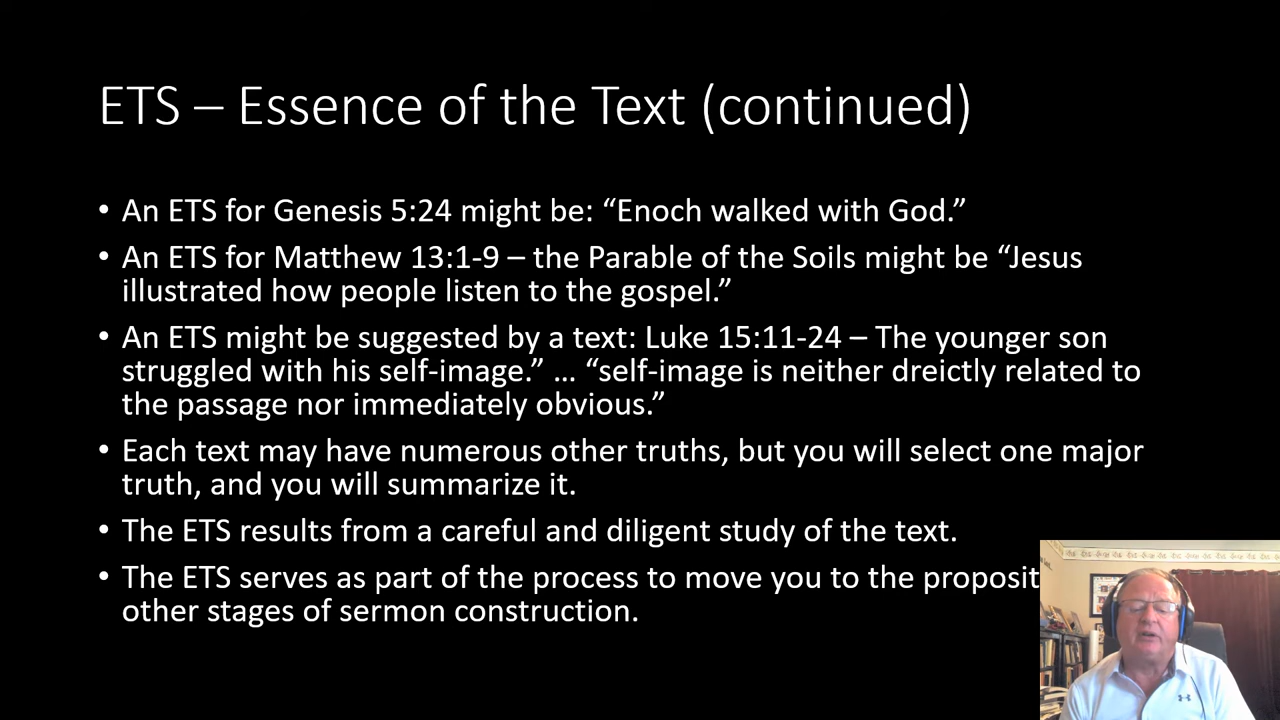 ETS – Essence of the Text (continued)
• An ETS for Genesis 5:24 might be: “Enoch walked with God.”
• An ETS for Matthew 13:1-9 – the Parable of the Soils might be “Jesus
illustrated how people listen to the gospel.”
• An ETS might be suggested by a text: Luke 15:11-24 – The younger son
struggled with his self-image.” … “self-image is neither dreictly related to
the passage nor immediately obvious.”
• Each text may have numerous other truths, but you will select one major
truth, and you will summarize it.
• The ETS results from a careful and diligent study of the text.
• The ETS serves as part of the process to move you to the proposit
other stages of sermon construction.